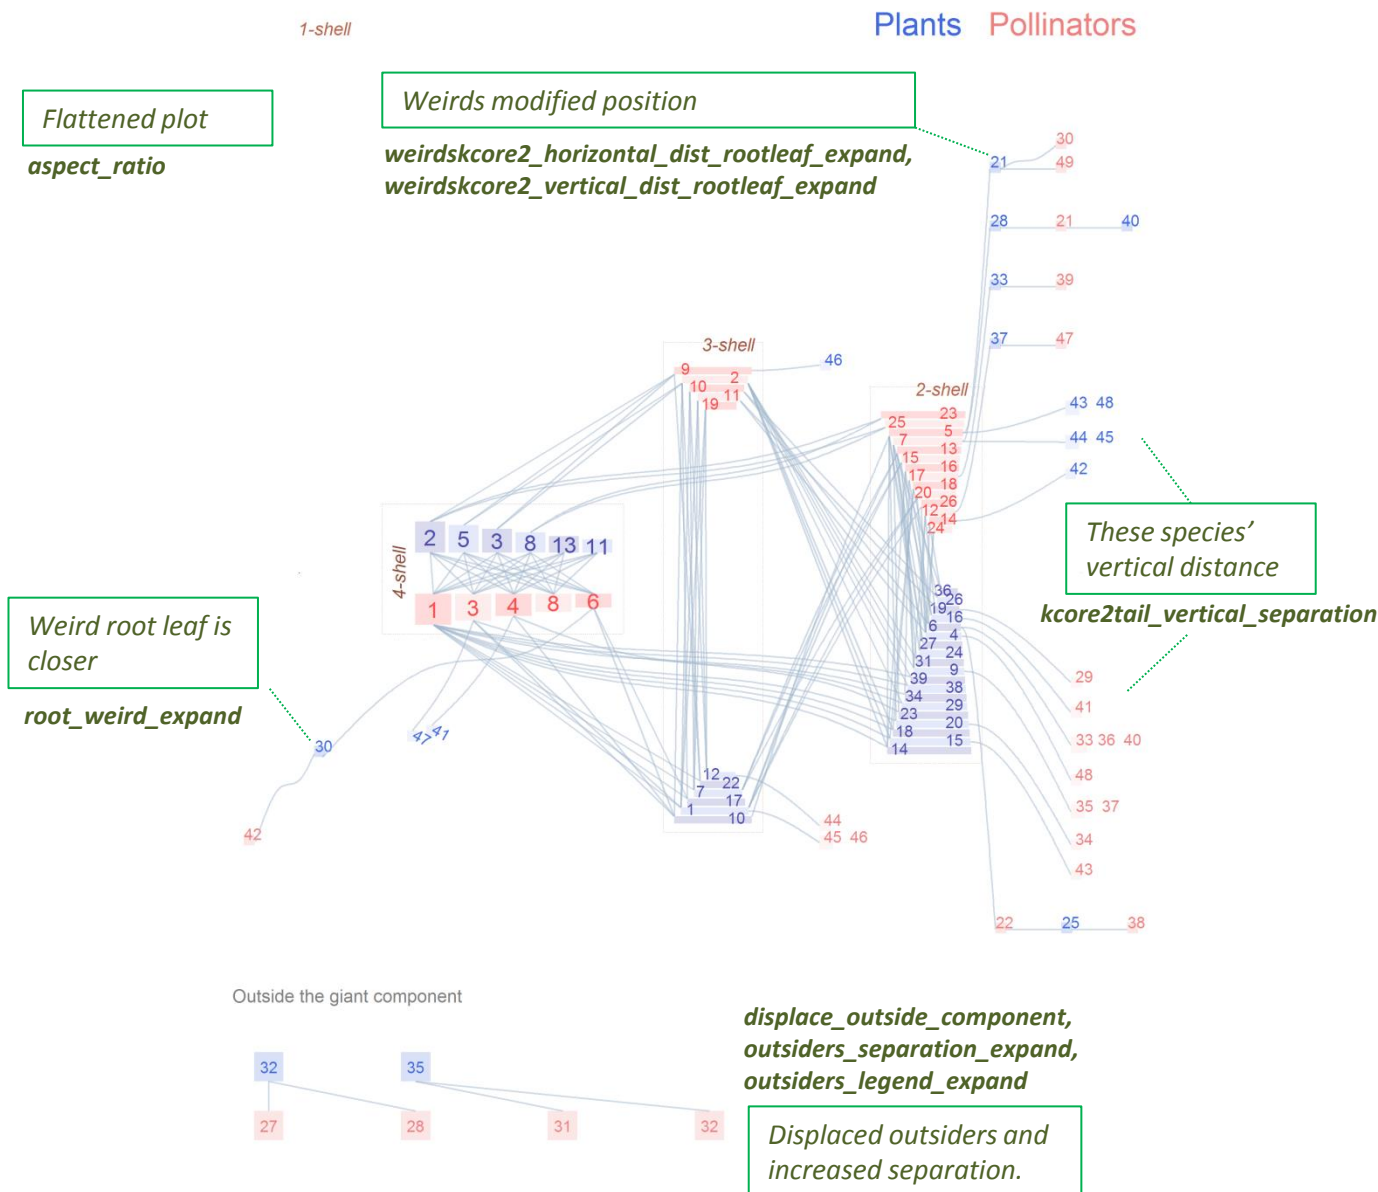 1-shell
Plants Pollinators
Flattened plot
aspect_ratio
Weirds modified position
weirdskcore2_horizontal_dist_rootleaf_expand,
weirdskcore2_vertical_dist_rootleaf_expand
30
21 49
28 21 40
33 39
37 47
3-shell
46
9 2
10 11
19
2-shell
25 23
5
7 13
15 16
17 18
20 26
12 14
24
43 48
44 45
42
These species'
vertical distance
kcore2tail_vertical_separation
4-shell
2 5 3 8 13 11
1 3 4 8 6
Weird root leaf is
closer
root_weird_expand
30
47 41
42
36 26
19 16
6 4
27 24
31 9
39 38
34 29
23 20
18 15
14
29
41
33 36 40
48
35 37
34
43
12 22
7 17
1 10
44
45 46
22 25 38
Outside the giant component
32 35
27 28 31 32
displace_outside_component,
outsiders_separation_expand,
outsiders_legend_expand
Displaced outsiders and
increased separation.